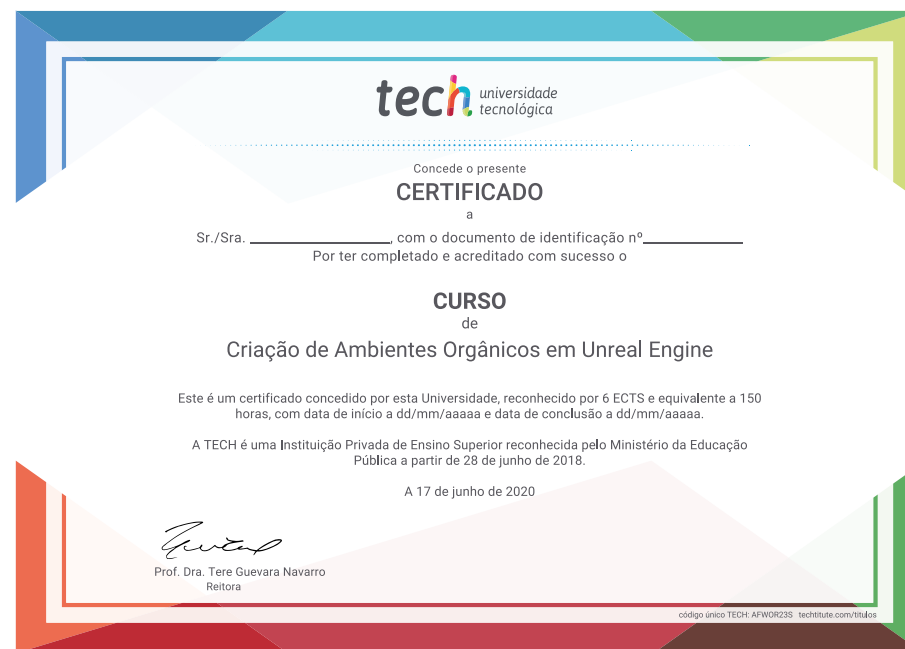 tech universidade
tecnológica
Concede o presente
CERTIFICADO
a
Sr./Sra. ____________________, com o documento de identificação nº______________
Por ter completado e acreditado com sucesso o
CURSO
de
Criação de Ambientes Orgânicos em Unreal Engine
Este é um certificado concedido por esta Universidade, reconhecido por 6 ECTS e equivalente a 150
horas, com data de início a dd/mm/aaaaa e data de conclusão a dd/mm/aaaaa.
A TECH é uma Instituição Privada de Ensino Superior reconhecida pelo Ministério da Educação
Pública a partir de 28 de junho de 2018.
A 17 de junho de 2020
Prof. Dra. Tere Guevara Navarro
Reitora
código único TECH: AFWOR23S techtitute.com/titulos